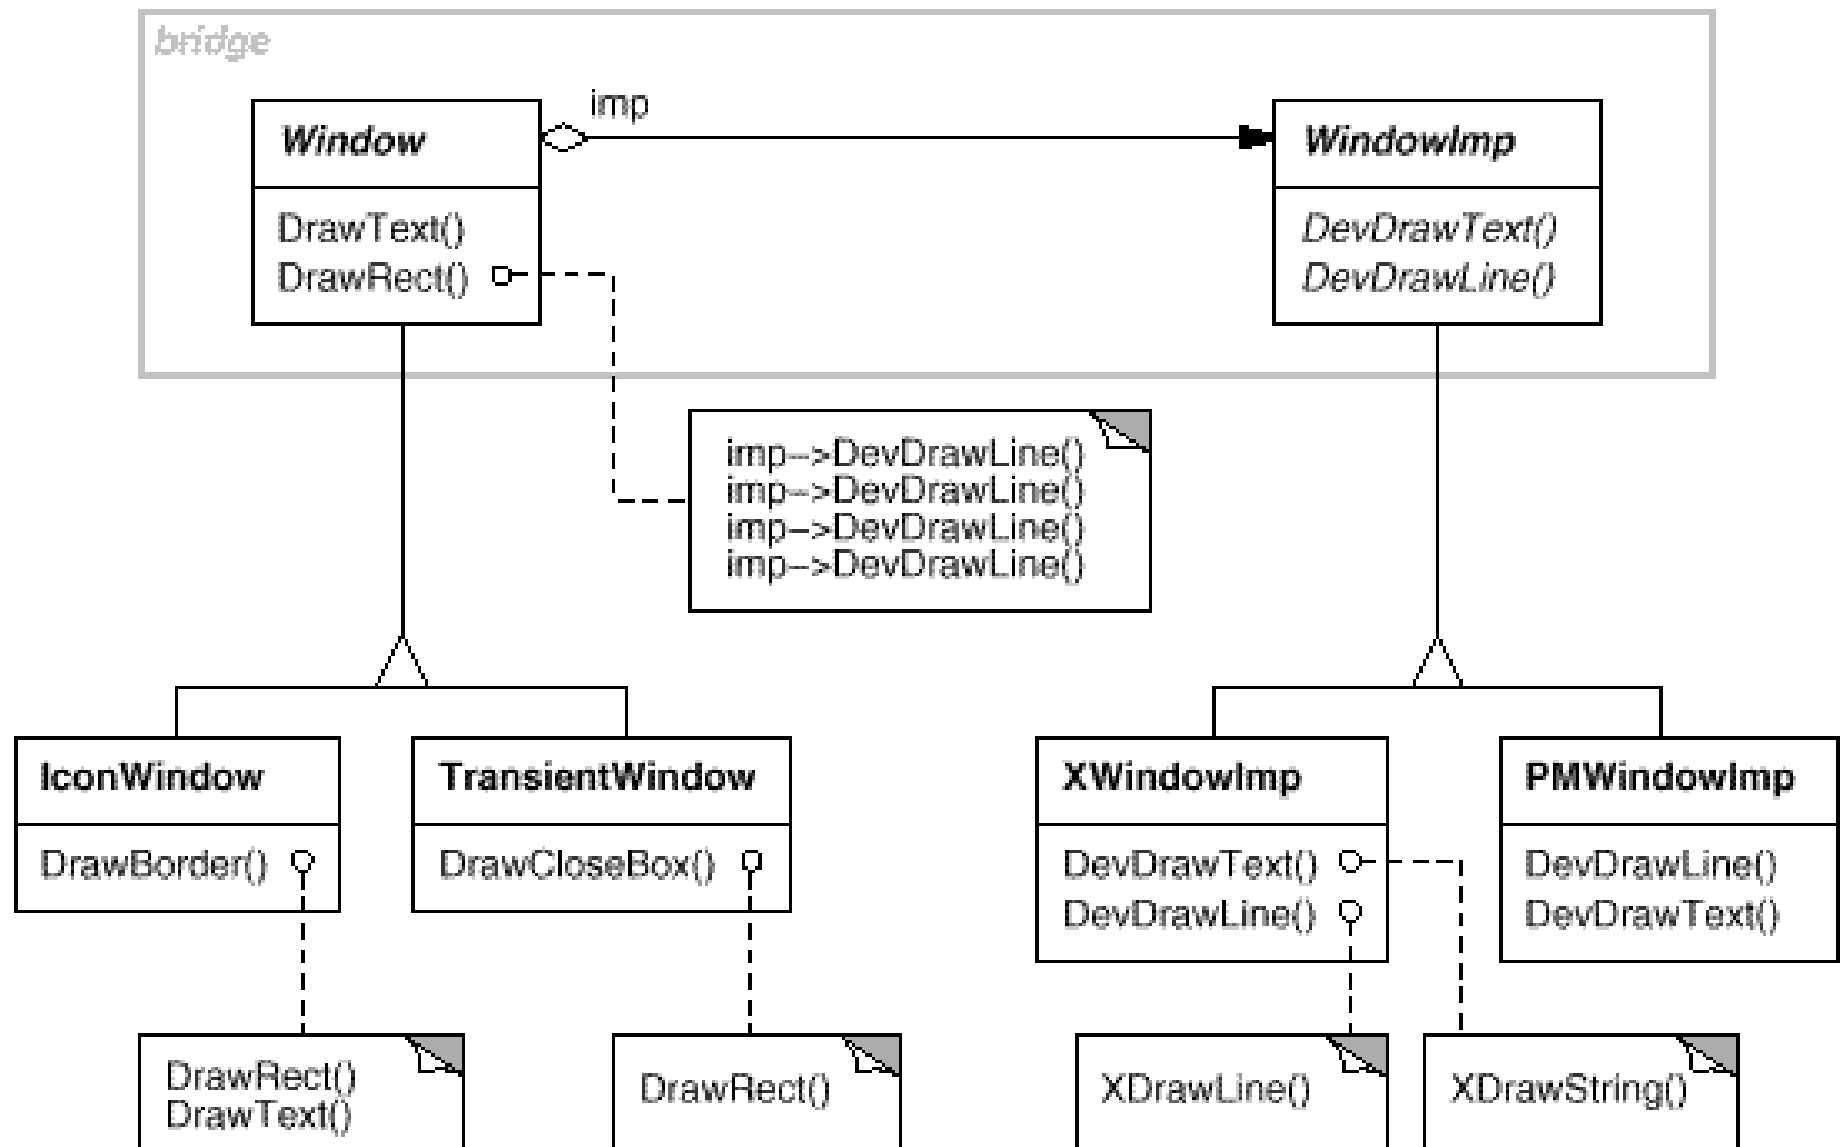 bridge
imp
Window
WindowImp
DrawText()
DrawRect()
DevDrawText()
DevDrawLine()
imp->DevDrawLine()
imp->DevDrawLine()
imp->DevDrawLine()
imp->DevDrawLine()
IconWindow
DrawBorder()
TransientWindow
DrawCloseBox()
XWindowImp
DevDrawText()
DevDrawLine()
PMWindowImp
DevDrawLine()
DevDrawText()
DrawRect()
DrawText()
DrawRect()
XDrawLine()
XDrawString()